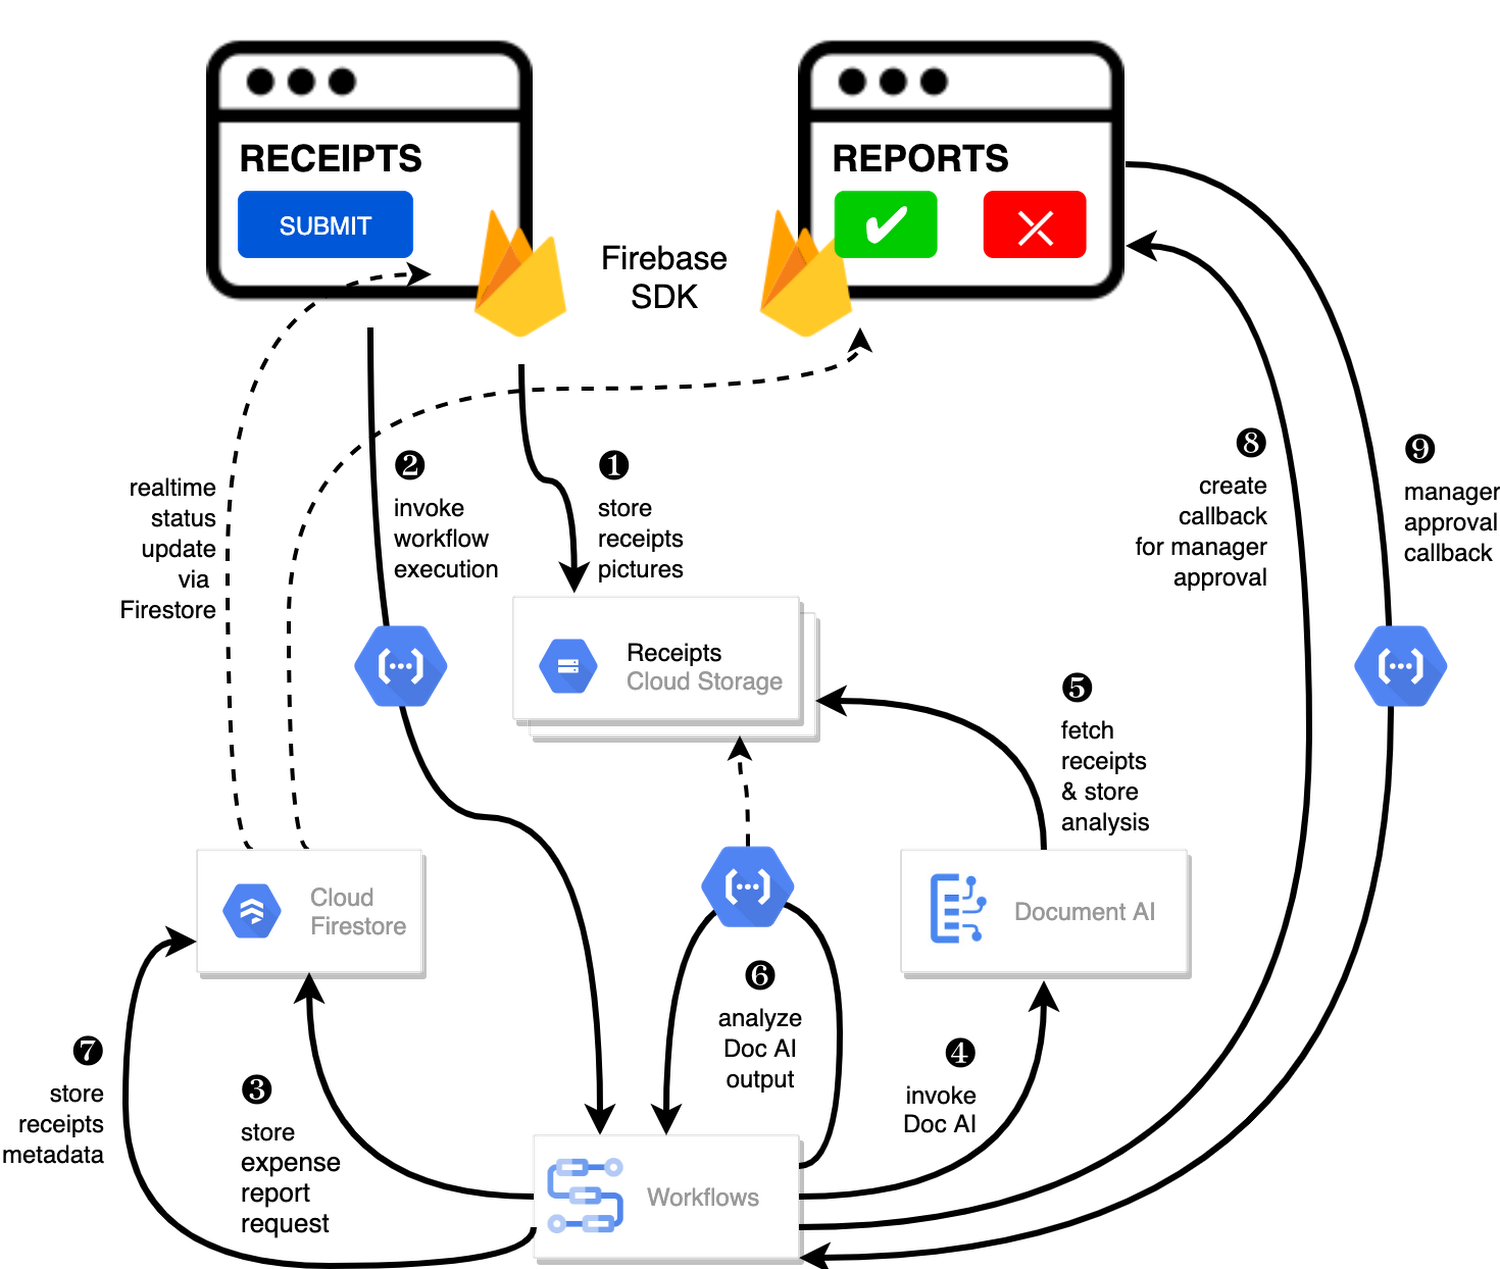 RECEIPTS
SUBMIT
REPORTS
Firebase
SDK
❷
invoke
workflow
execution
❶
store
receipts
pictures
❽
create
callback
for manager
approval
❾
manager
approval
callback
realtime
status
update
via
Firestore
Receipts
Cloud Storage
❺
fetch
receipts
& store
analysis
Cloud
Firestore
Document AI
❻
analyze
Doc AI
output
❹
invoke
Doc AI
❼
store
receipts
metadata
❸
store
expense
report
request
Workflows